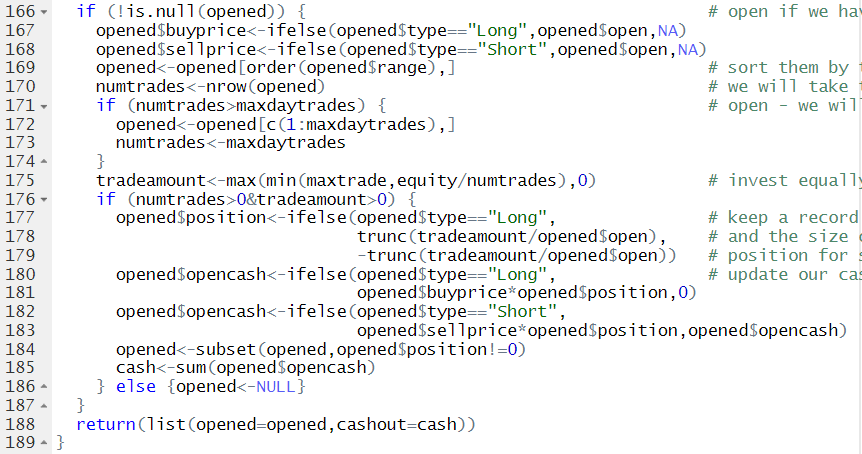 166 if (!is.null(opened)) { # open if we
167 opened$buyprice<-ifelse(opened$type=="Long",opened$open,NA)
168 opened$sellprice<-ifelse(opened$type=="Short",opened$open,NA)
169 opened<-opened[order(opened$range),] # sort them by
170 numtrades<-nrow(opened) # we will take
171 if (numtrades>maxdaytrades) { # open - we
172 opened<-opened[c(1:maxdaytrades),]
173 numtrades<-maxdaytrades
174 }
175 tradeamount<-max(min(maxtrade,equity/numtrades),0) # invest equally
176 if (numtrades>0&tradeamount>0) {
177 opened$position<-ifelse(opened$type=="Long", # keep a record
178 trunc(tradeamount/opened$open), # and the size
179 -trunc(tradeamount/opened$open)) # position for
180 opened$opencash<-ifelse(opened$type=="Long", # update our
181 opened$buyprice*opened$position,0)
182 opened$opencash<-ifelse(opened$type=="Short",
183 opened$sellprice*opened$position,opened$opencash)
184 opened<-subset(opened,opened$position!=0)
185 cash<-sum(opened$opencash)
186 } else {opened<-NULL}
187 }
188 return(list(opened=opened,cashout=cash))
189 }